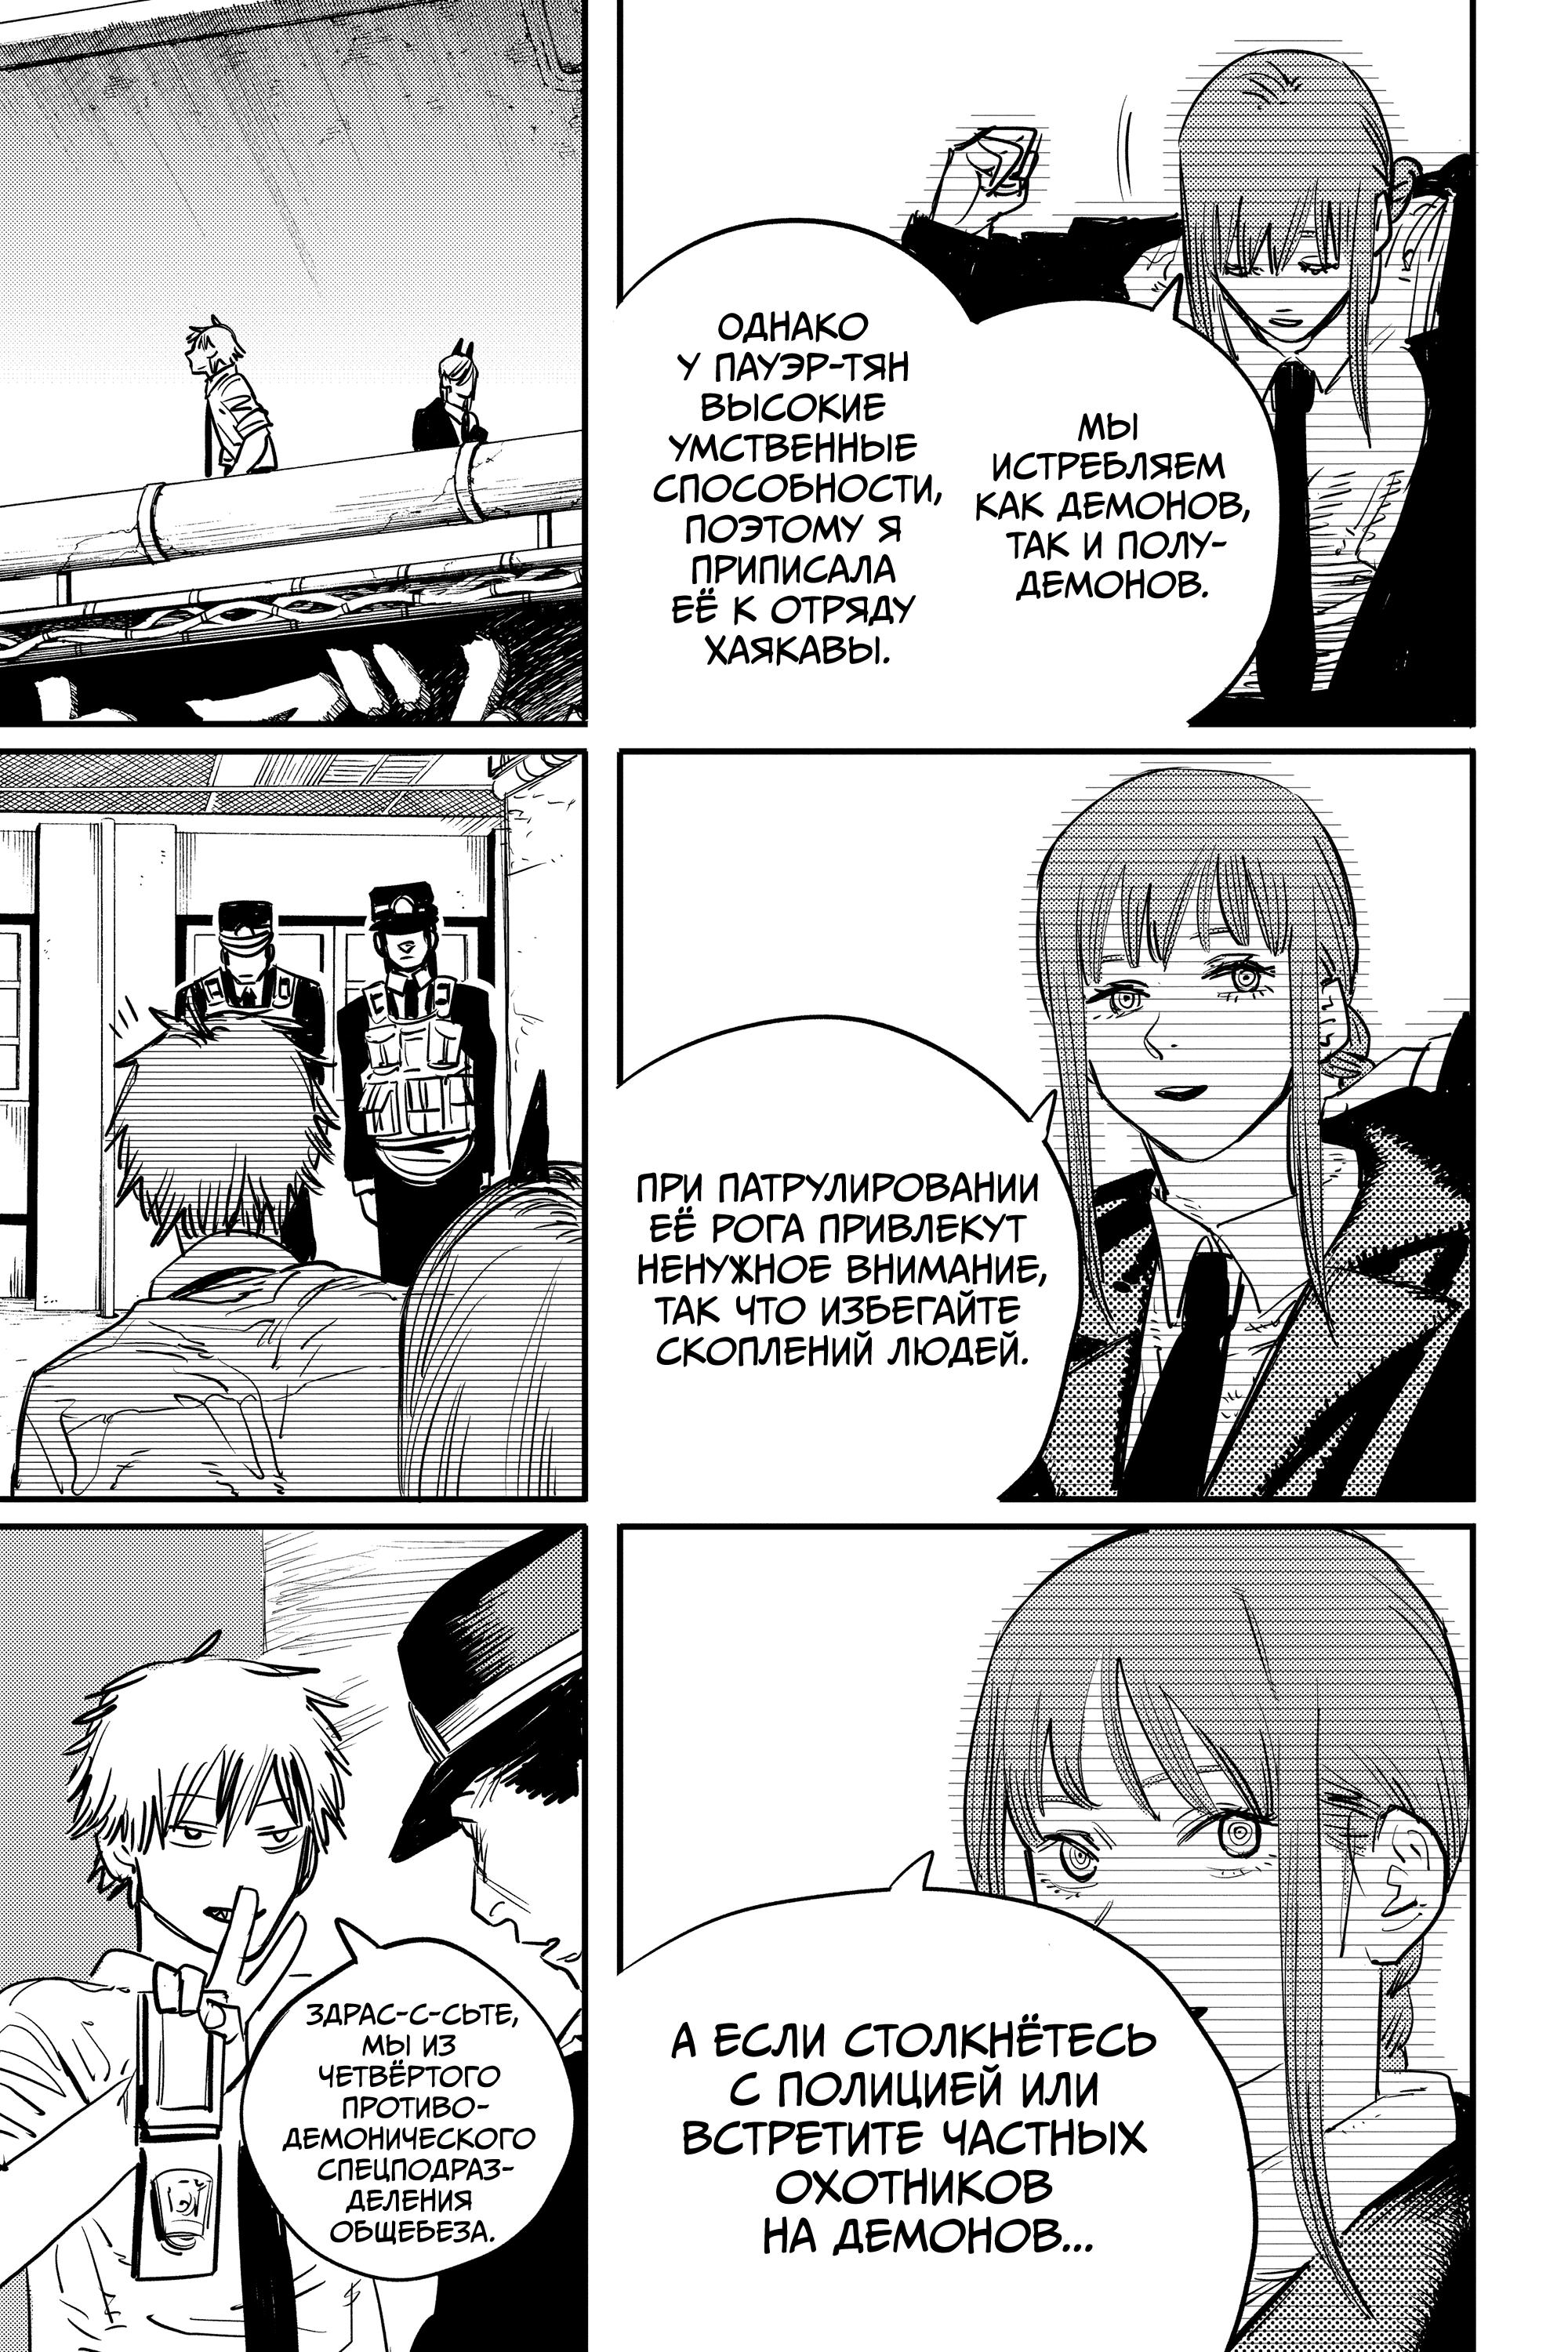 МЫ
ИСТРЕБЛЯЕМ
КАК ДЕМОНОВ,
ТАК И ПОЛУ-
ДЕМОНОВ.
ОДНАКО
У ПАУЭР-ТЯН
ВЫСОКИЕ
УМСТВЕННЫЕ
СПОСОБНОСТИ,
ПОЭТОМУ Я
ПРИПИСАЛА
ЕЁ К ОТРЯДУ
ХАЯКАВЫ.
ПРИ ПАТРУЛИРОВАНИИ
ЕЁ РОГА ПРИВЛЕКУТ
НЕНУЖНОЕ ВНИМАНИЕ,
ТАК ЧТО ИЗБЕГАЙТЕ
СКОПЛЕНИЙ ЛЮДЕЙ.
А ЕСЛИ СТОЛКНЁТЕСЬ
С ПОЛИЦИЕЙ ИЛИ
ВСТРЕТИТЕ ЧАСТНЫХ
ОХОТНИКОВ
НА ДЕМОНОВ...
ЗДРАС-С-СЬТЕ,
МЫ ИЗ
ЧЕТВЁРТОГО
ПРОТИВО-
ДЕМОНИЧЕСКОГО
СПЕЦПОДРАЗ-
ДЕЛЕНИЯ
ОБЩЕБЕЗА.